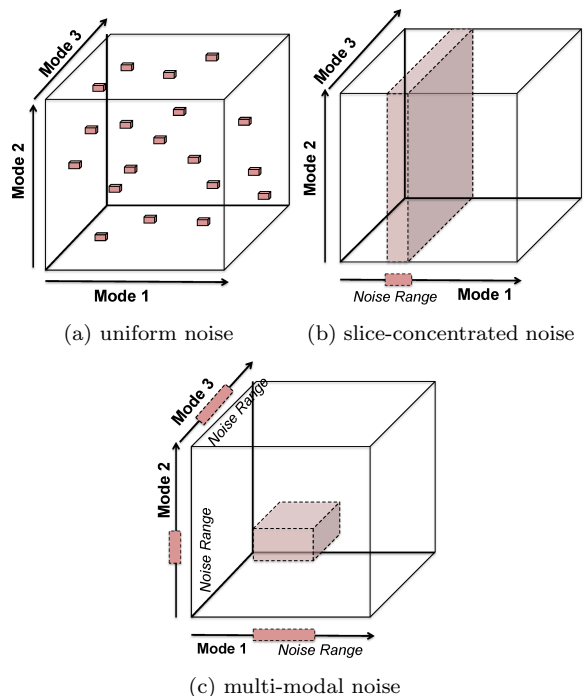 Mode 3
Mode 2
Mode 1
(a) uniform noise
Mode 3
Mode 2
Noise Range
Mode 1
(b) slice-concentrated noise
Mode 3
Noise Range
Mode 2
Noise Range
Mode 1
Noise Range
(c) multi-modal noise